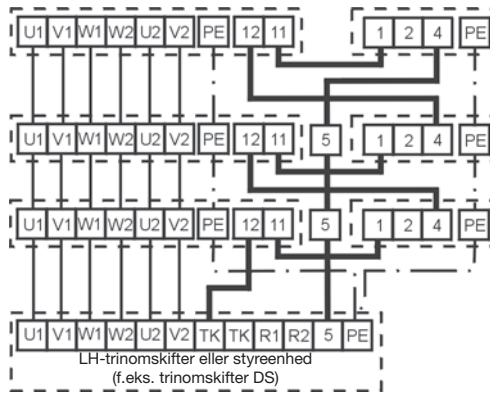 U1 V1 W1 W2 U2 V2 PE 12 11 1 2 4 PE
U1 V1 W1 W2 U2 V2 PE 12 11 5 1 2 4 PE
U1 V1 W1 W2 U2 V2 PE 12 11 5 1 2 4 PE
U1 V1 W1 W2 U2 V2 TK TK R1 R2 5 PE
LH-trinomskifter eller styreenhed
(f.eks. trinomskifter DS)